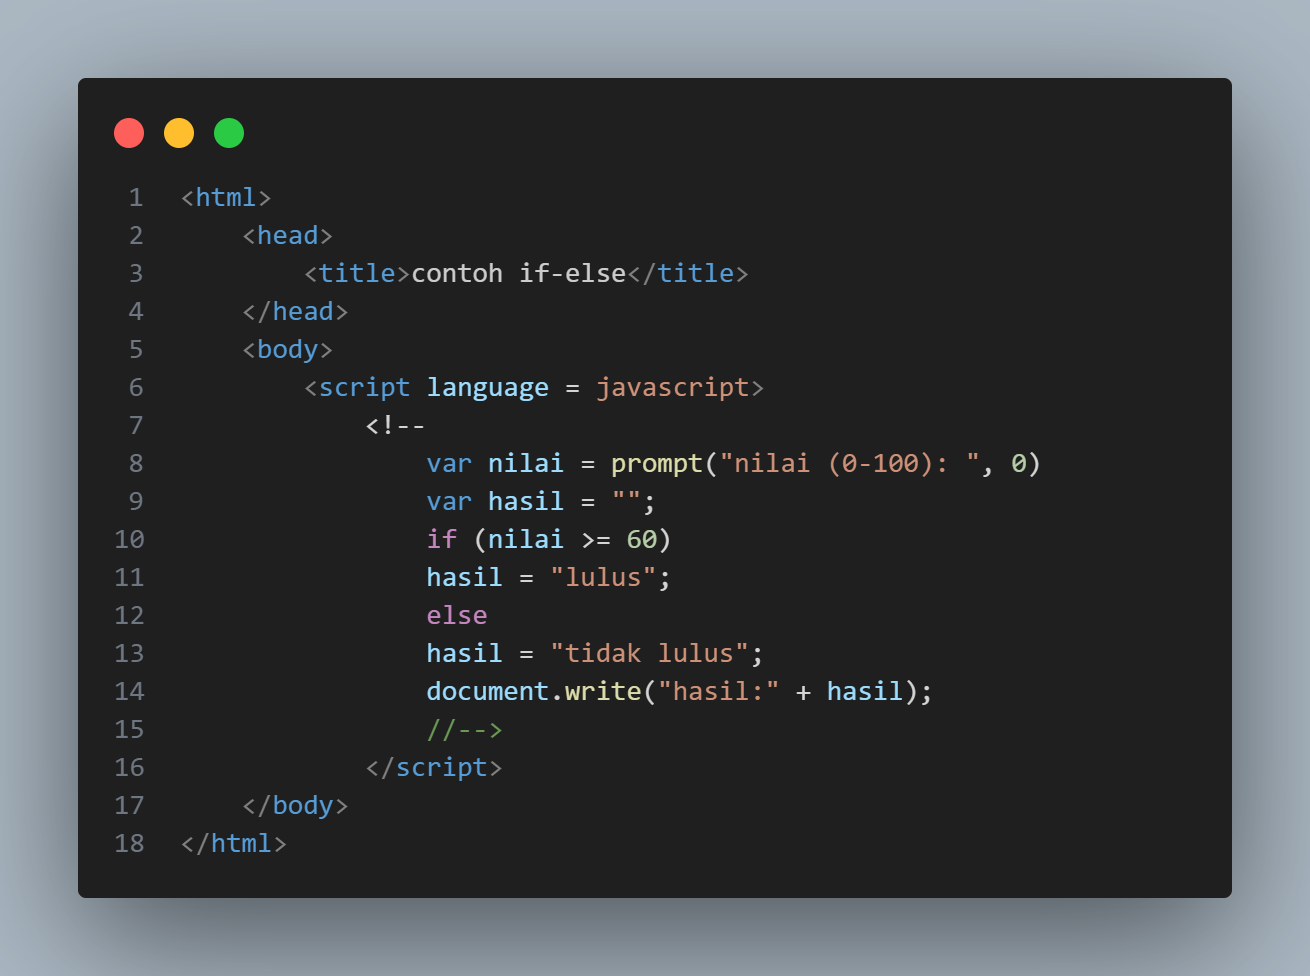 1 <html>
2     <head>
3         <title>contoh if-else</title>
4     </head>
5     <body>
6         <script language = javascript>
7             <!--
8                 var nilai = prompt("nilai (0-100): ", 0)
9                 var hasil = "";
10                 if (nilai >= 60)
11                 hasil = "lulus";
12                 else
13                 hasil = "tidak lulus";
14                 document.write("hasil:" + hasil);
15                 //-->
16             </script>
17     </body>
18 </html>